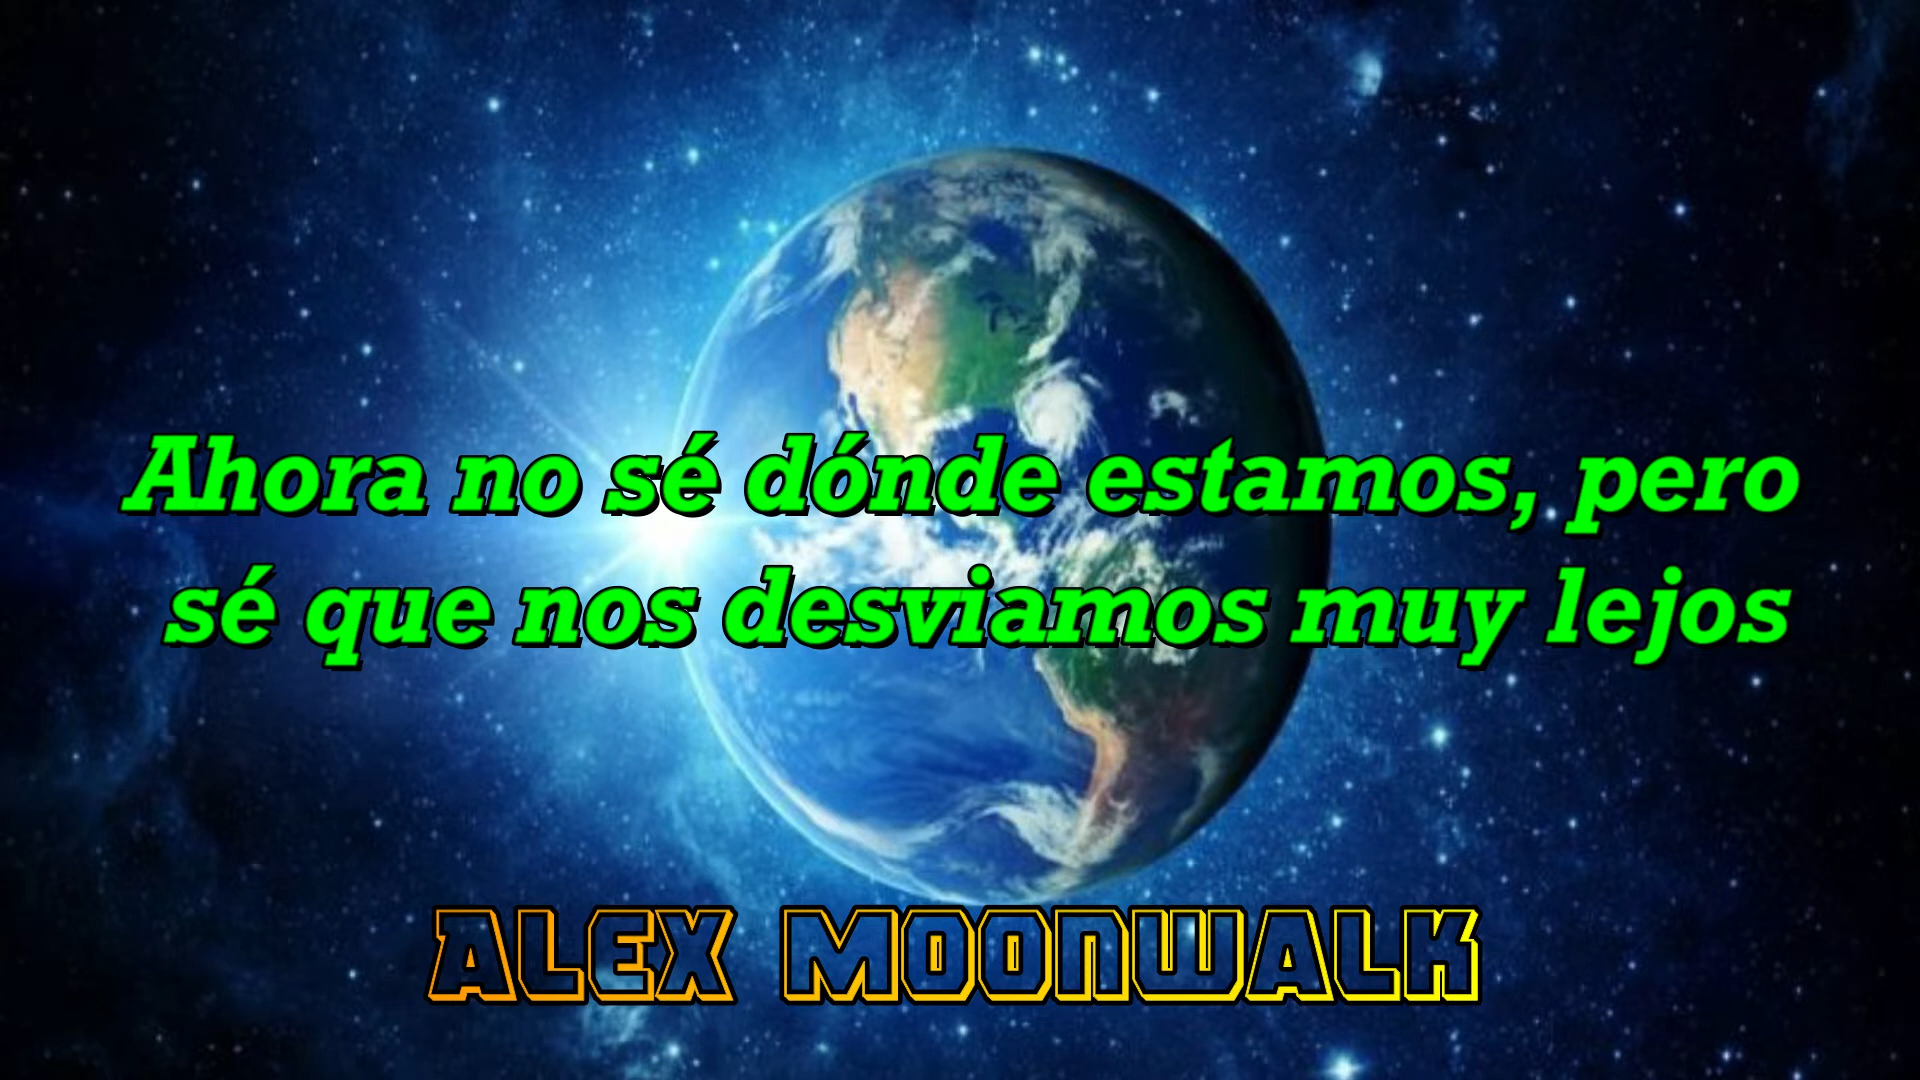 Ahora no sé dónde estamos, pero
sé que nos desviamos muy lejos
ALEX MOONWALK